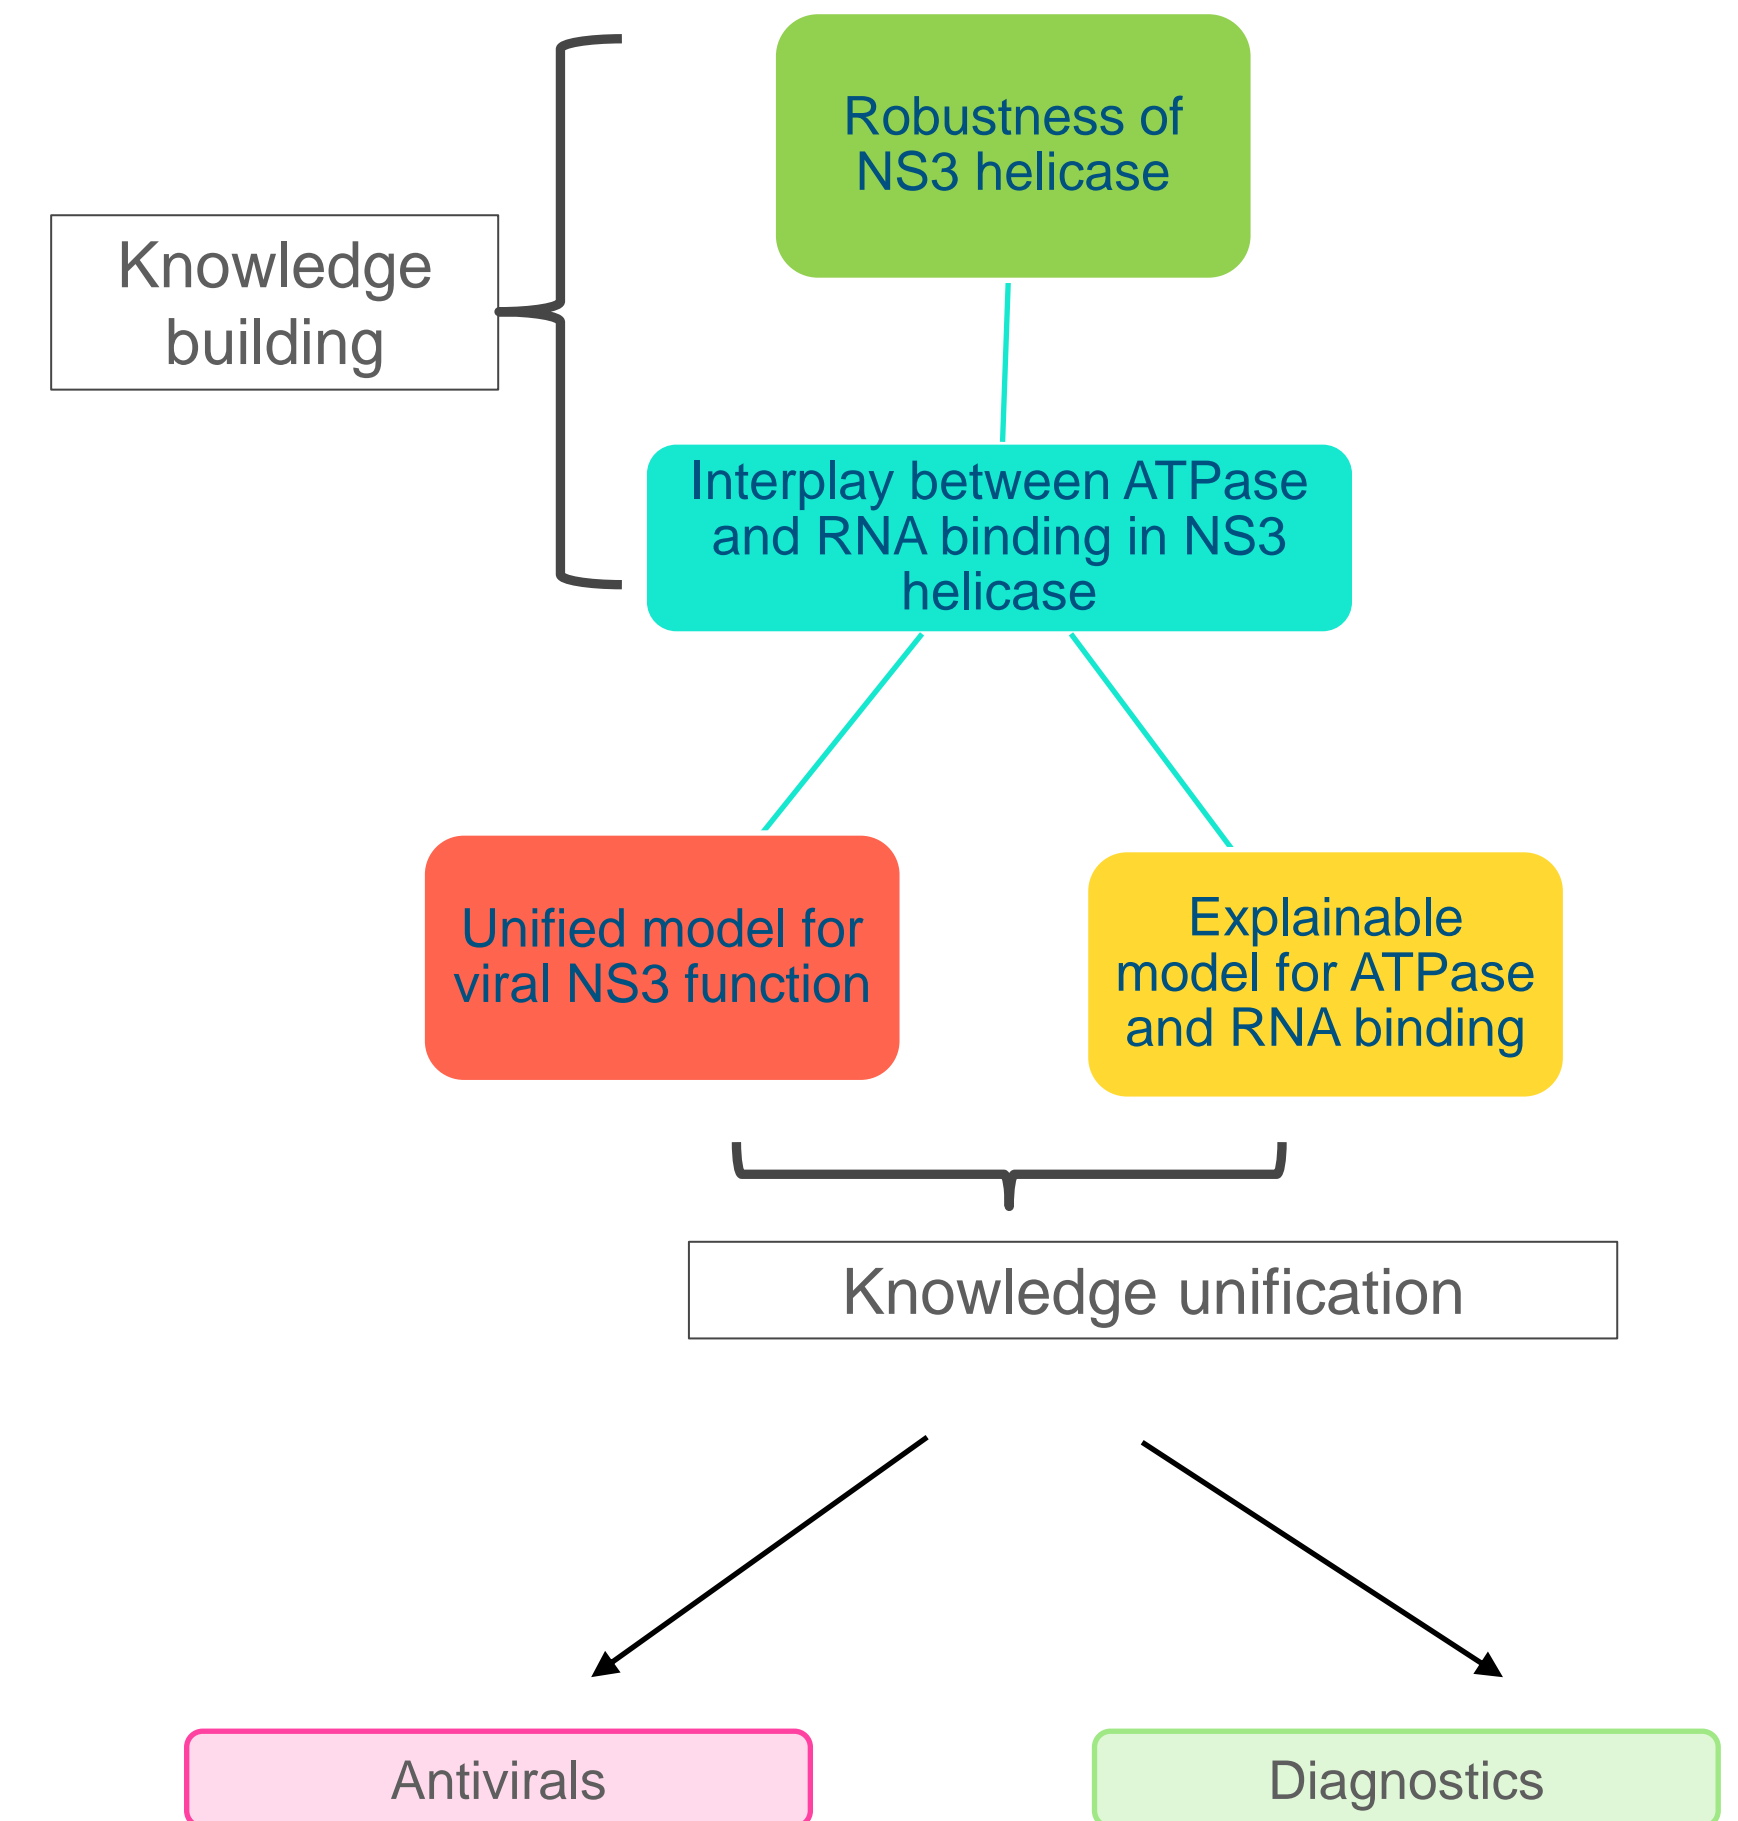 Robustness of
NS3 helicase
Knowledge
building
Interplay between ATPase
and RNA binding in NS3
helicase
Unified model for
viral NS3 function
Explainable
model for ATPase
and RNA binding
Knowledge unification
Antivirals
Diagnostics